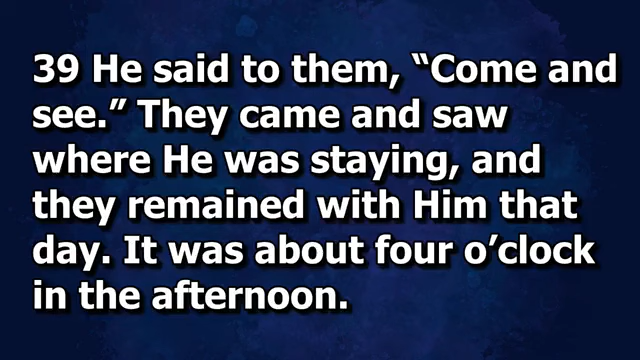 39 He said to them, “Come and
see.” They came and saw
where He was staying, and
they remained with Him that
day. It was about four o’clock
in the afternoon.